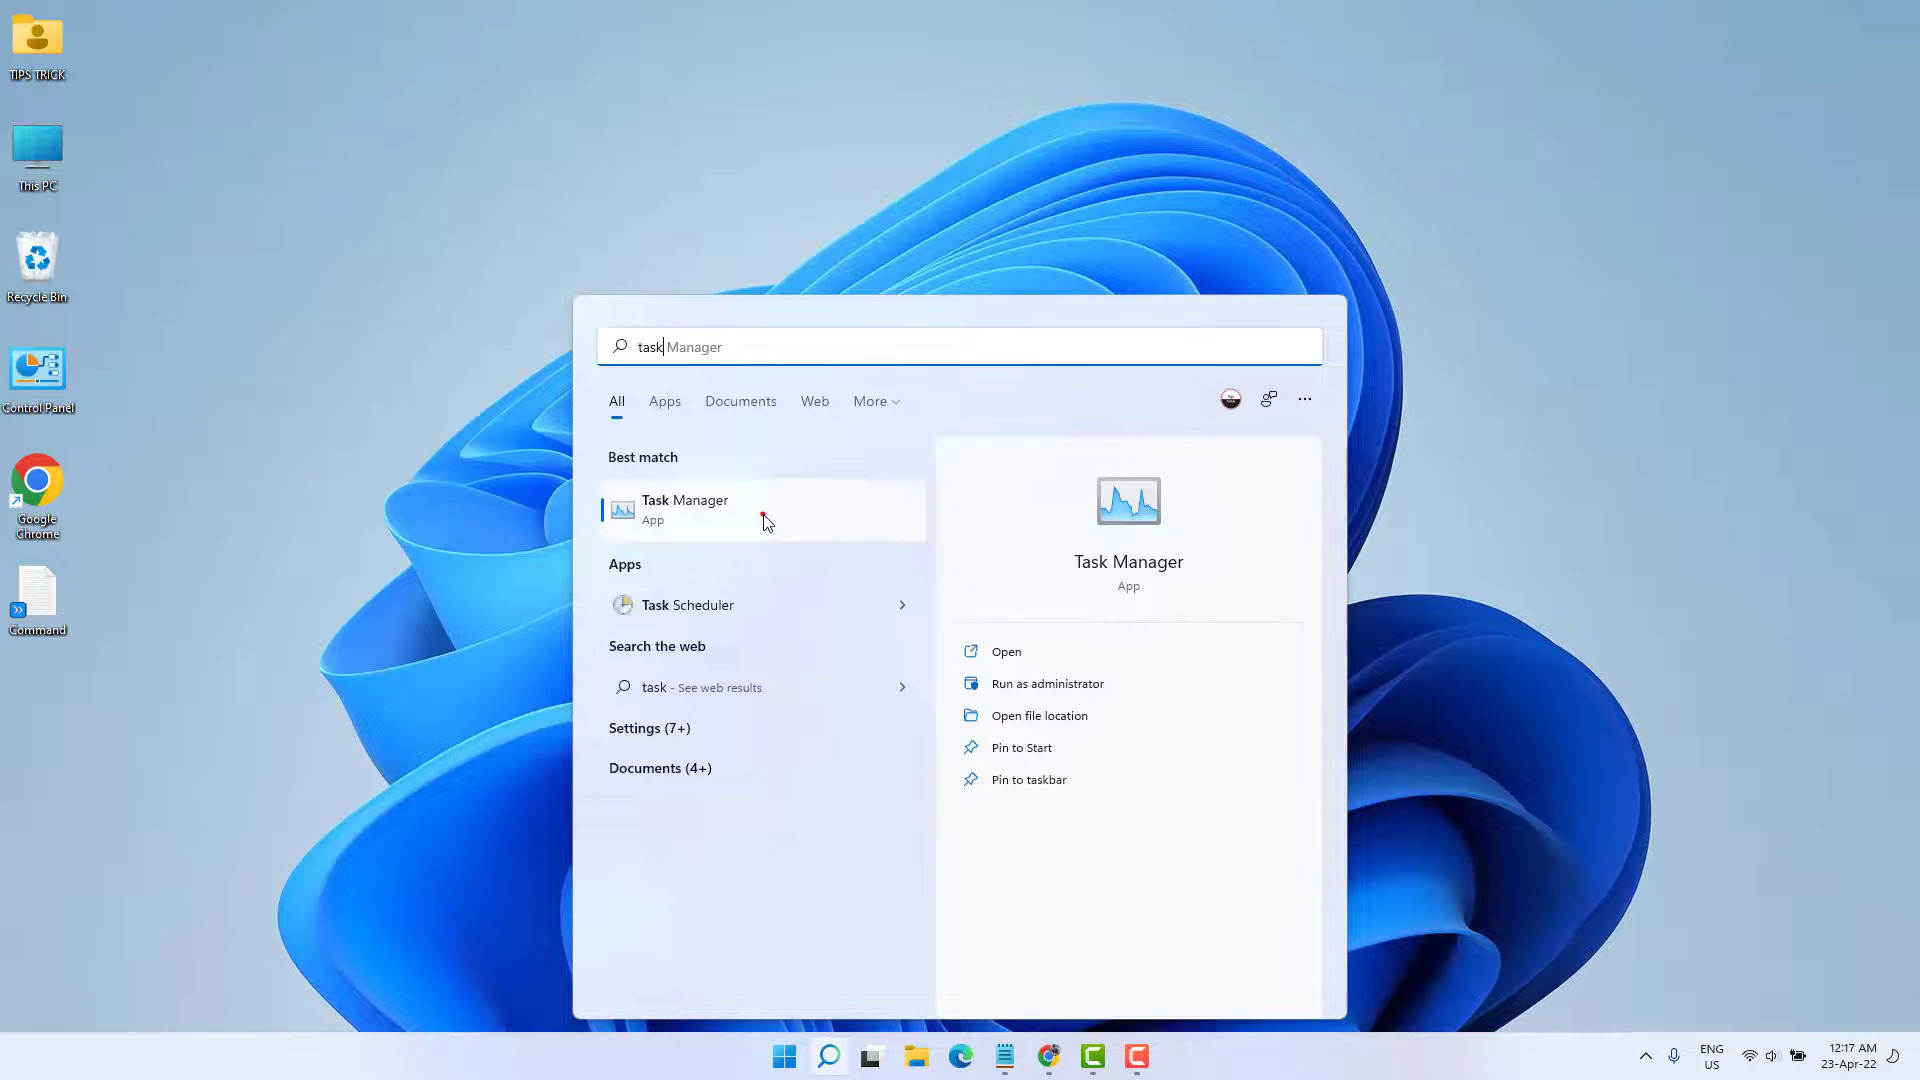 TIPS TRICK
This PC
Recycle Bin
Control Panel
Google
Chrome
Command
task Manager
All Apps Documents Web More
Best match
Task Manager
App
Apps
Task Scheduler
Search the web
task - See web results
Settings (7+)
Documents (4+)
Task Manager
App
Open
Run as administrator
Open file location
Pin to Start
Pin to taskbar
ENG
US
12:17 AM
23-Apr-22